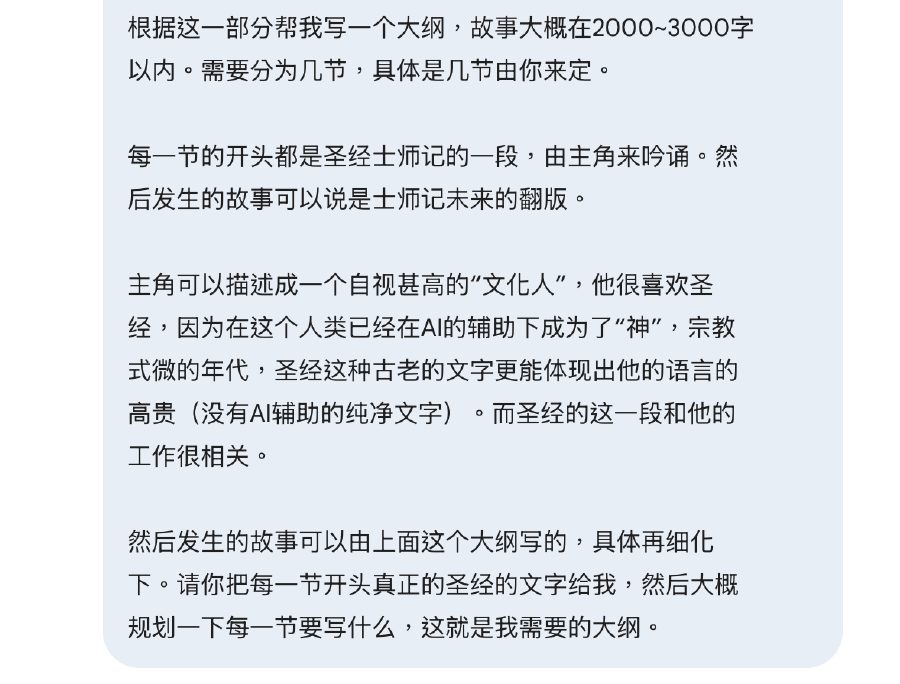 根据这一部分帮我写一个大纲，故事大概在2000~3000字
以内。需要分为几节，具体是几节由你来定。
每一节的开头都是圣经士师记的一段，由主角来吟诵。然
后发生的故事可以说是士师记未来的翻版。
主角可以描述成一个自视甚高的“文化人”，他很喜欢圣
经，因为在这个人类已经在AI的辅助下成为了“神”，宗教
式微的年代，圣经这种古老的文字更能体现出他的语言的
高贵（没有AI辅助的纯净文字）。而圣经的这一段和他的
工作很相关。
然后发生的故事可以由上面这个大纲写的，具体再细化
下。请你把每一节开头真正的圣经的文字给我，然后大概
规划一下每一节要写什么，这就是我需要的大纲。